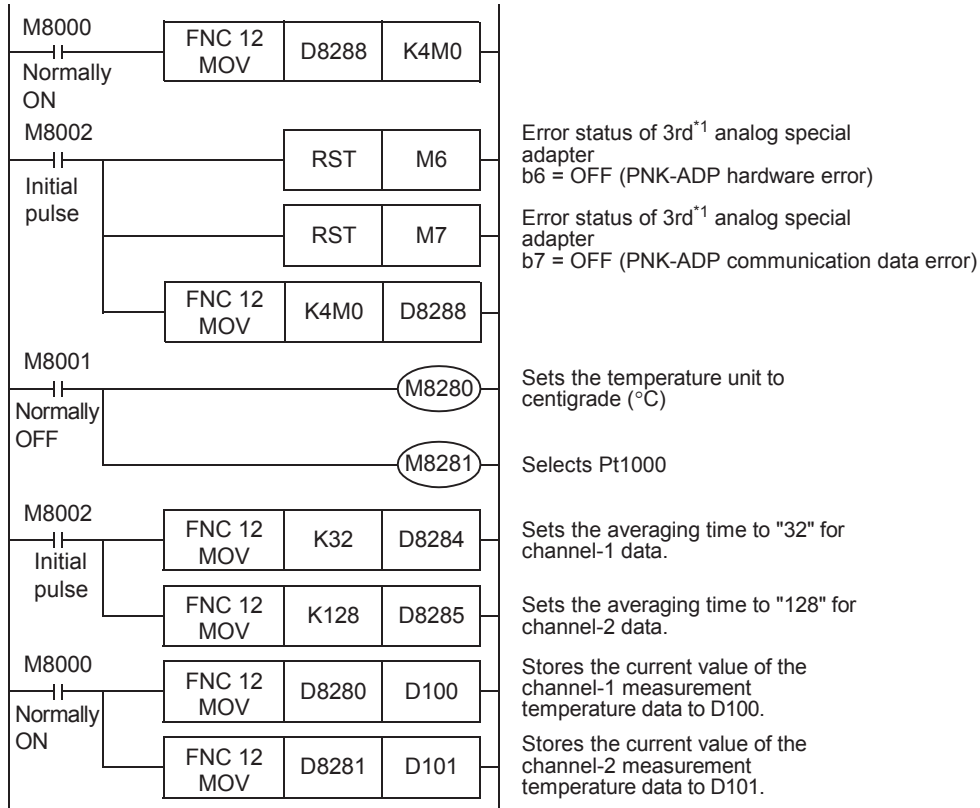 M8000
Normally
ON
FNC 12
MOV
D8288
K4M0
M8002
Initial
pulse
RST
M6
Error status of 3rd*1 analog special
adapter
b6 = OFF (PNK-ADP hardware error)
RST
M7
Error status of 3rd*1 analog special
adapter
b7 = OFF (PNK-ADP communication data error)
FNC 12
MOV
K4M0
D8288
M8001
Normally
OFF
M8280
Sets the temperature unit to
centigrade (°C)
M8281
Selects Pt1000
M8002
Initial
pulse
FNC 12
MOV
K32
D8284
Sets the averaging time to "32" for
channel-1 data.
FNC 12
MOV
K128
D8285
Sets the averaging time to "128" for
channel-2 data.
M8000
Normally
ON
FNC 12
MOV
D8280
D100
Stores the current value of the
channel-1 measurement
temperature data to D100.
FNC 12
MOV
D8281
D101
Stores the current value of the
channel-2 measurement
temperature data to D101.